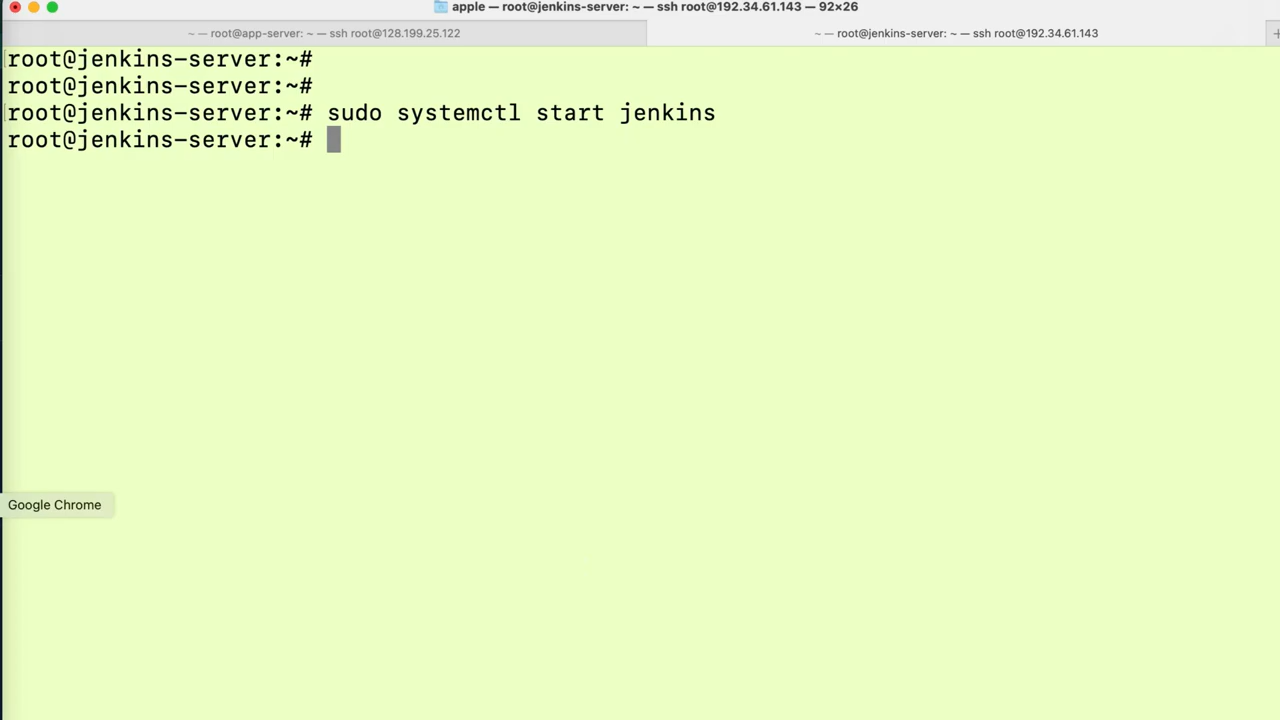 apple — root@jenkins-server: ~ — ssh root@192.34.61.143 — 92×26
~ — root@app-server: ~ — ssh root@128.199.25.122
~ — root@jenkins-server: ~ — ssh root@192.34.61.143
root@jenkins-server:~#
root@jenkins-server:~#
root@jenkins-server:~# sudo systemctl start jenkins
root@jenkins-server:~#
Google Chrome